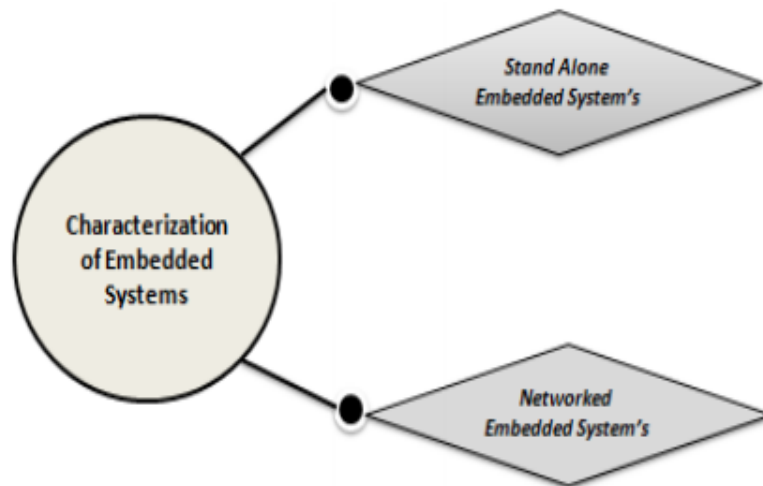 Stand Alone
Embedded System's
Characterization
of Embedded
Systems
Networked
Embedded System's